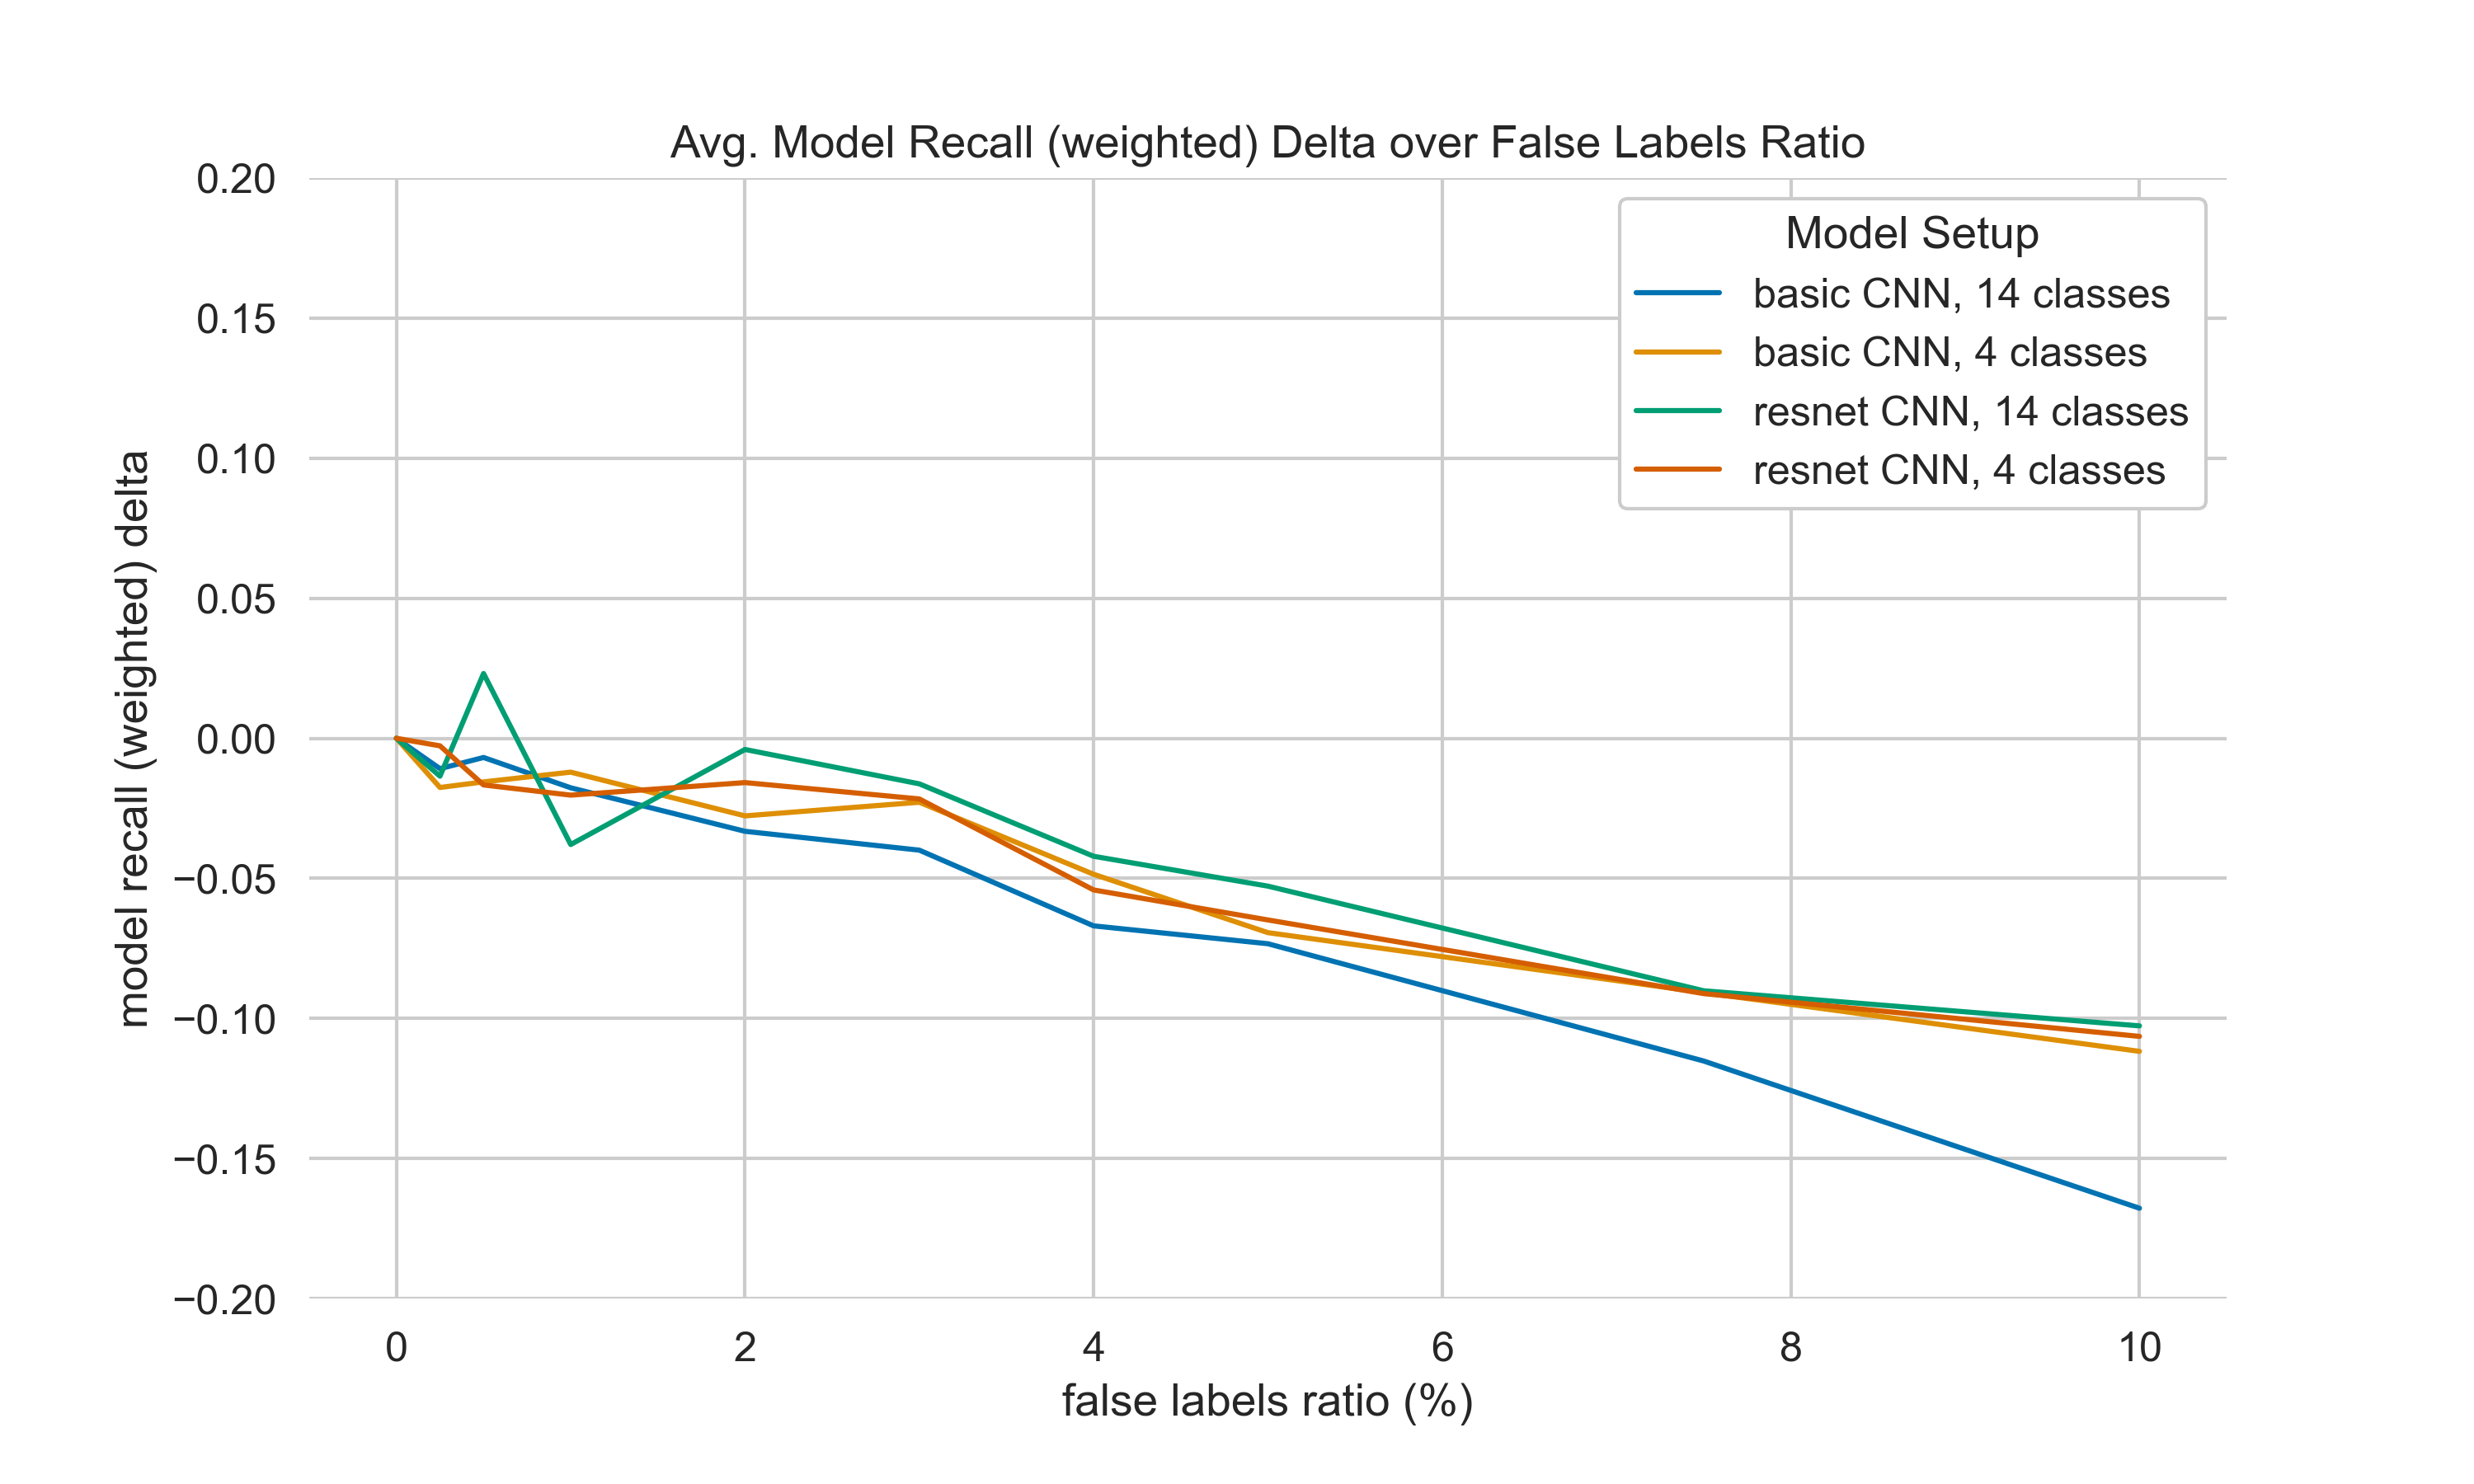 Avg. Model Recall (weighted) Delta over False Labels Ratio
0.20
0.15
0.10
0.05
0.00
−0.05
−0.10
−0.15
−0.20
model recall (weighted) delta
Model Setup
basic CNN, 14 classes
basic CNN, 4 classes
resnet CNN, 14 classes
resnet CNN, 4 classes
0 2 4 6 8 10
false labels ratio (%)